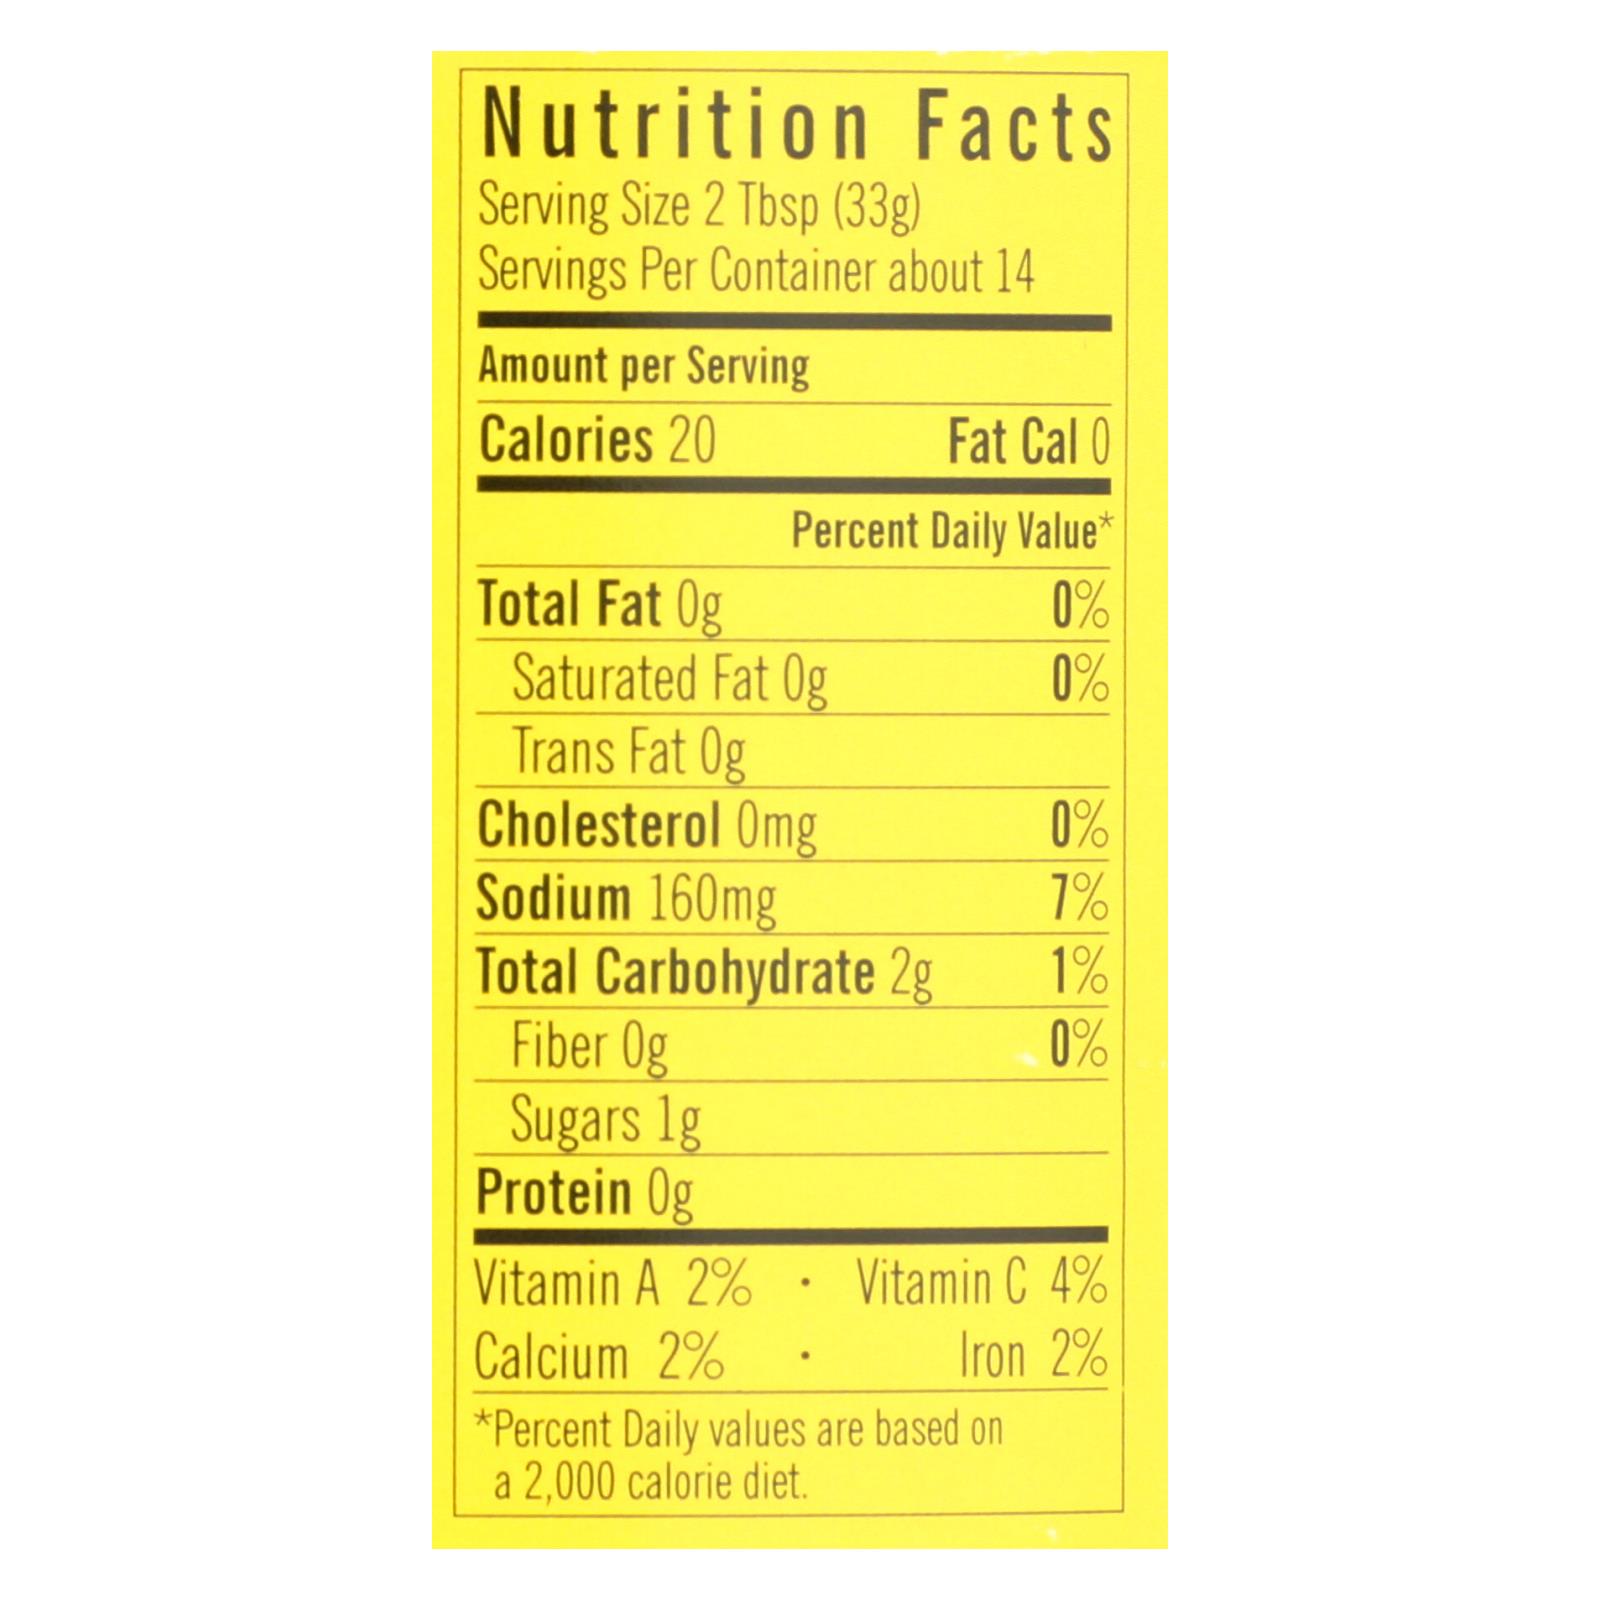 Nutrition Facts
Serving Size 2 Tbsp (33g)
Servings Per Container about 14
Amount per Serving
Calories 20 Fat Cal 0
Percent Daily Value*
Total Fat 0g 0%
Saturated Fat 0g 0%
Trans Fat 0g
Cholesterol 0mg 0%
Sodium 160mg 7%
Total Carbohydrate 2g 1%
Fiber 0g 0%
Sugars 1g
Protein 0g
Vitamin A 2% · Vitamin C 4%
Calcium 2% · Iron 2%
*Percent Daily values are based on
a 2,000 calorie diet.